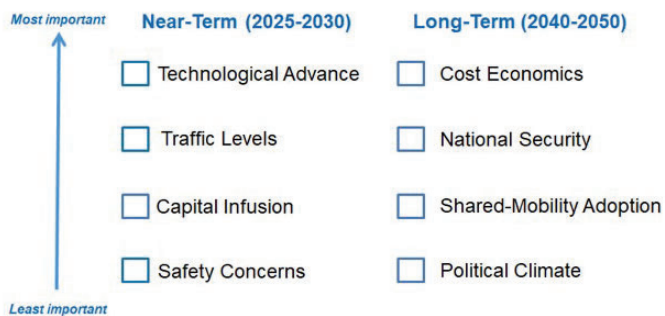 Most important Near-Term (2025-2030) Long-Term (2040-2050)
Technological Advance Cost Economics
Traffic Levels National Security
Capital Infusion Shared-Mobility Adoption
Safety Concerns Political Climate
Least important